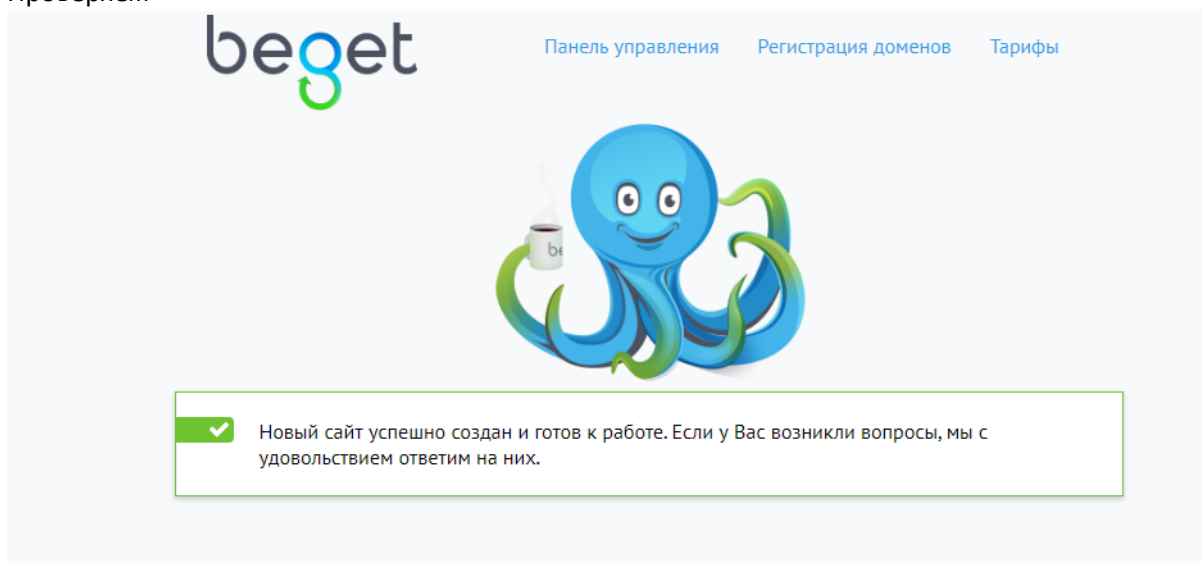 beget
Панель управления Регистрация доменов Тарифы
be
Новый сайт успешно создан и готов к работе. Если у Вас возникли вопросы, мы с
удовольствием ответим на них.